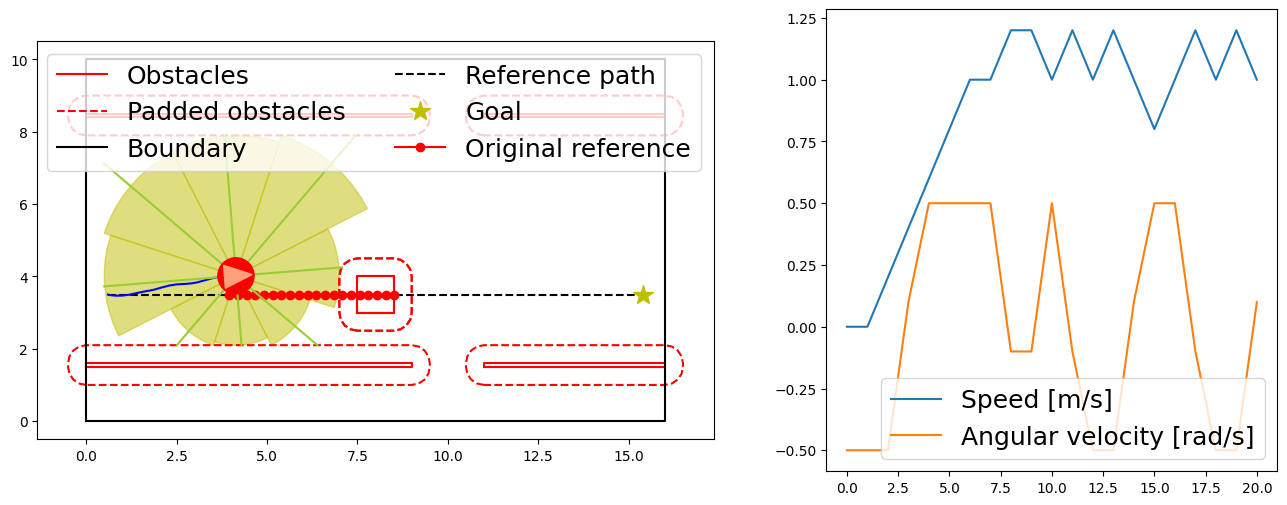 Obstacles
Padded obstacles
Boundary
Reference path
Goal
Original reference
10
8
6
4
2
0
0.0 2.5 5.0 7.5 10.0 12.5 15.0
1.25
1.00
0.75
0.50
0.25
0.00
−0.25
−0.50
Speed [m/s]
Angular velocity [rad/s]
0.0 2.5 5.0 7.5 10.0 12.5 15.0 17.5 20.0